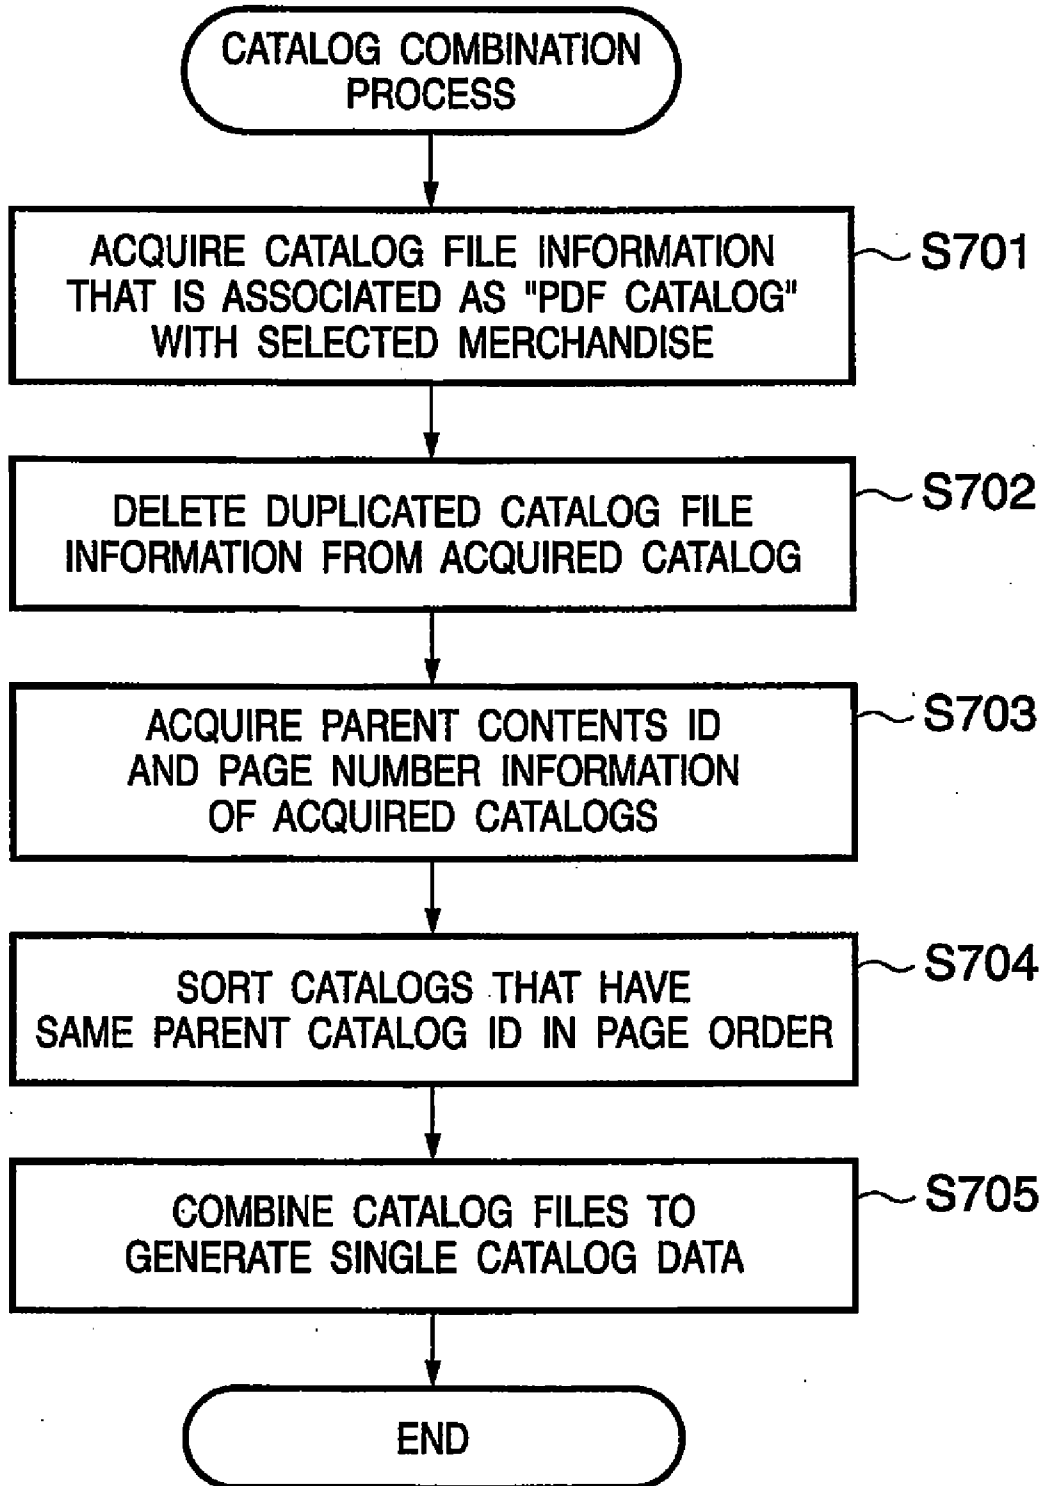 CATALOG COMBINATION
PROCESS
ACQUIRE CATALOG FILE INFORMATION
THAT IS ASSOCIATED AS "PDF CATALOG"
WITH SELECTED MERCHANDISE
S701
DELETE DUPLICATED CATALOG FILE
INFORMATION FROM ACQUIRED CATALOG
S702
ACQUIRE PARENT CONTENTS ID
AND PAGE NUMBER INFORMATION
OF ACQUIRED CATALOGS
S703
SORT CATALOGS THAT HAVE
SAME PARENT CATALOG ID IN PAGE ORDER
S704
COMBINE CATALOG FILES TO
GENERATE SINGLE CATALOG DATA
S705
END